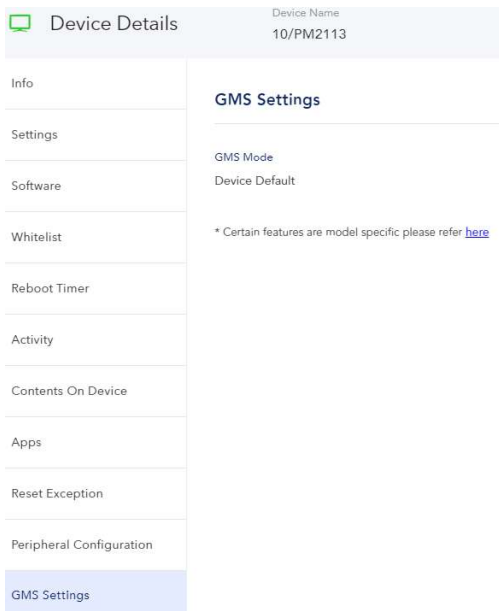 Device Details
Device Name
10/PM2113
Info
Settings
Software
Whitelist
Reboot Timer
Activity
Contents On Device
Apps
Reset Exception
Peripheral Configuration
GMS Settings
GMS Settings
GMS Mode
Device Default
* Certain features are model specific please refer here